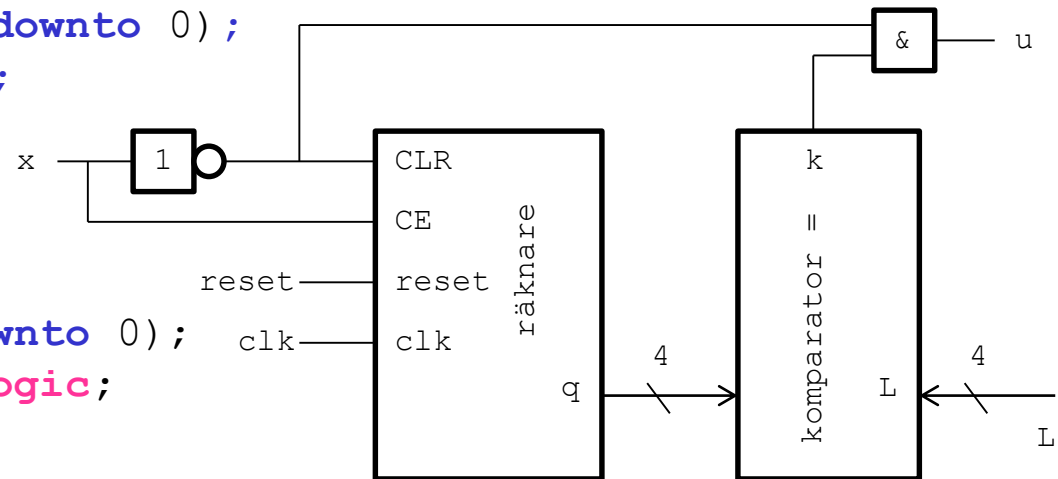 downto 0);
;
& u
x 1 CLR k
CE
räknare
komparator =
reset reset
wnto 0);
clk clk
ogic;
4 4
q L
L